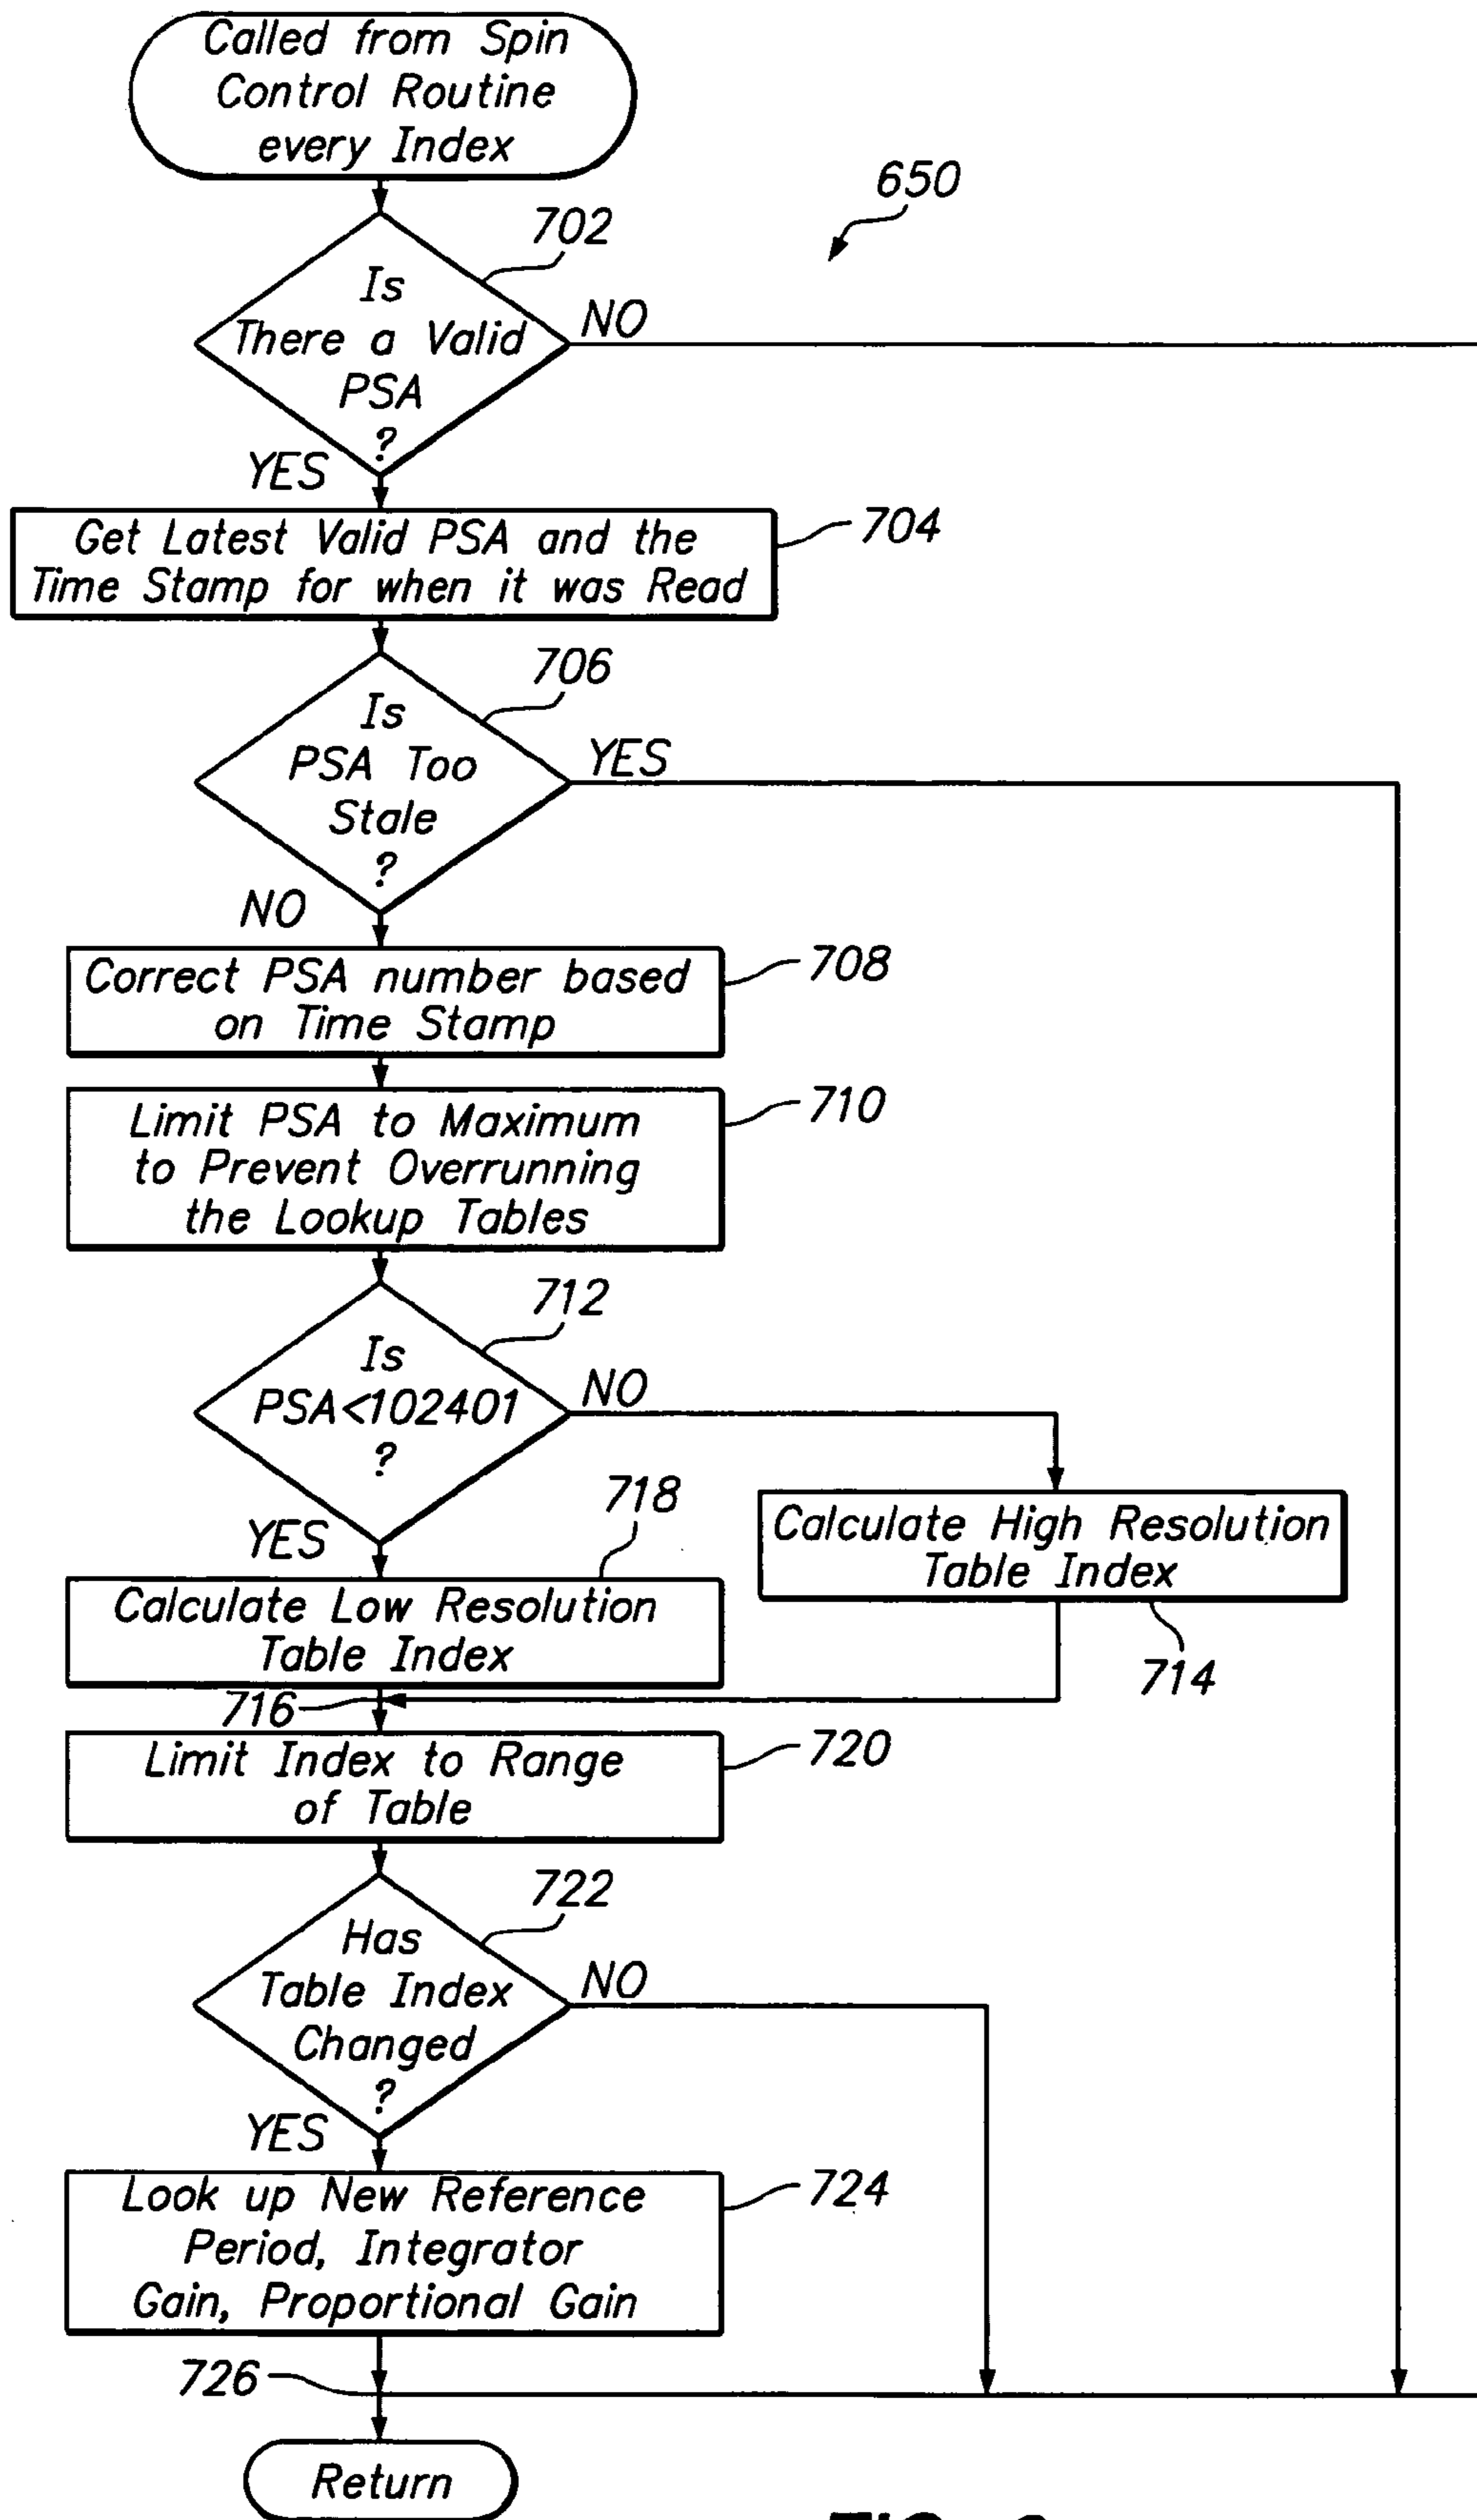 Called from Spin
Control Routine
every Index
650
702
Is
There a Valid
PSA
?
NO
YES
Get Latest Valid PSA and the
Time Stamp for when it was Read
704
706
Is
PSA Too
Stale
?
YES
NO
Correct PSA number based
on Time Stamp
708
Limit PSA to Maximum
to Prevent Overrunning
the Lookup Tables
710
712
Is
PSA<102401
?
NO
YES
718
Calculate High Resolution
Table Index
714
Calculate Low Resolution
Table Index
716
Limit Index to Range
of Table
720
722
Has
Table Index
Changed
?
NO
YES
Look up New Reference
Period, Integrator
Gain, Proportional Gain
724
726
Return